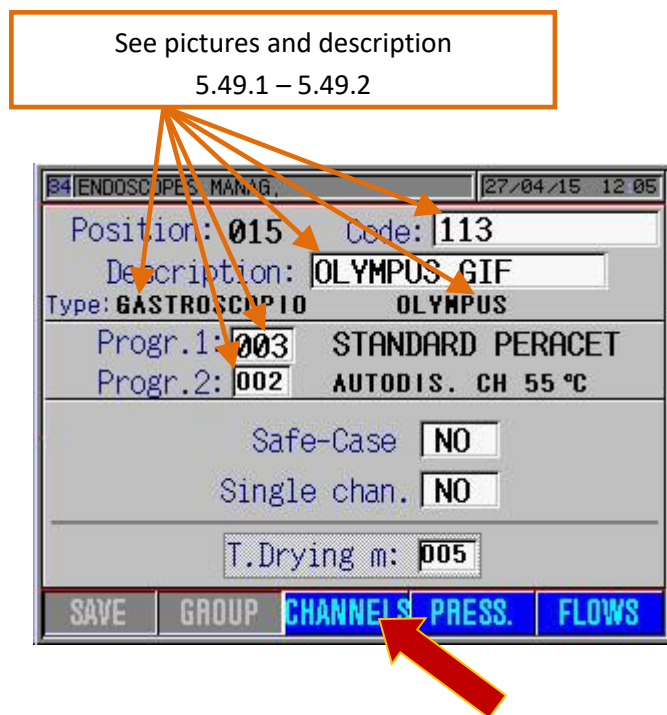 See pictures and description
5.49.1 – 5.49.2
34 ENDOSCOPES MANAG. 27/04/15 12:05
Position: 015 Code: 113
Description: OLYMPUS GIF
Type: GASTROSCOPIO OLYMPUS
Progr.1: 003 STANDARD PERACET
Progr.2: 002 AUTODIS. CH 55 °C
Safe-Case NO
Single chan. NO
T.Drying m: 005
SAVE GROUP CHANNELS PRESS. FLOWS